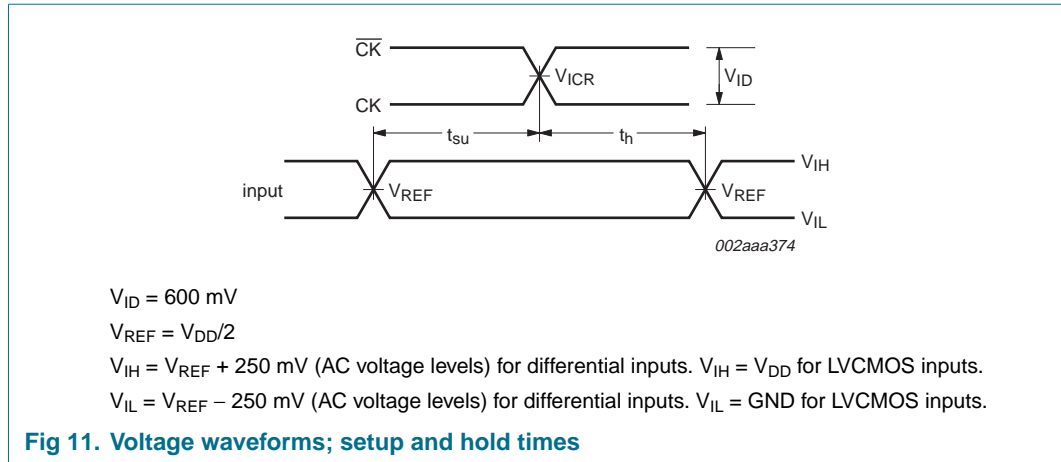 C̅K̅
V_ICR
V_ID
CK
t_su
t_h
V_IH
input
V_REF
V_REF
V_IL
002aaa374
V_ID = 600 mV
V_REF = V_DD/2
V_IH = V_REF + 250 mV (AC voltage levels) for differential inputs. V_IH = V_DD for LVCMOS inputs.
V_IL = V_REF − 250 mV (AC voltage levels) for differential inputs. V_IL = GND for LVCMOS inputs.
Fig 11. Voltage waveforms; setup and hold times